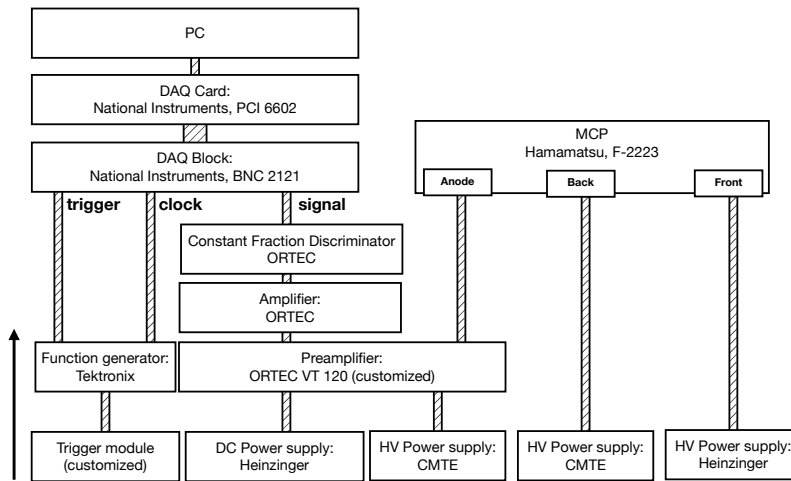 PC
DAQ Card:
National Instruments, PCI 6602
DAQ Block:
National Instruments, BNC 2121
trigger
clock
signal
MCP
Hamamatsu, F-2223
Anode
Back
Front
Constant Fraction Discriminator
ORTEC
Amplifier:
ORTEC
Function generator:
Tektronix
Preamplifier:
ORTEC VT 120 (customized)
Trigger module
(customized)
DC Power supply:
Heinzinger
HV Power supply:
CMTE
HV Power supply:
CMTE
HV Power supply:
Heinzinger